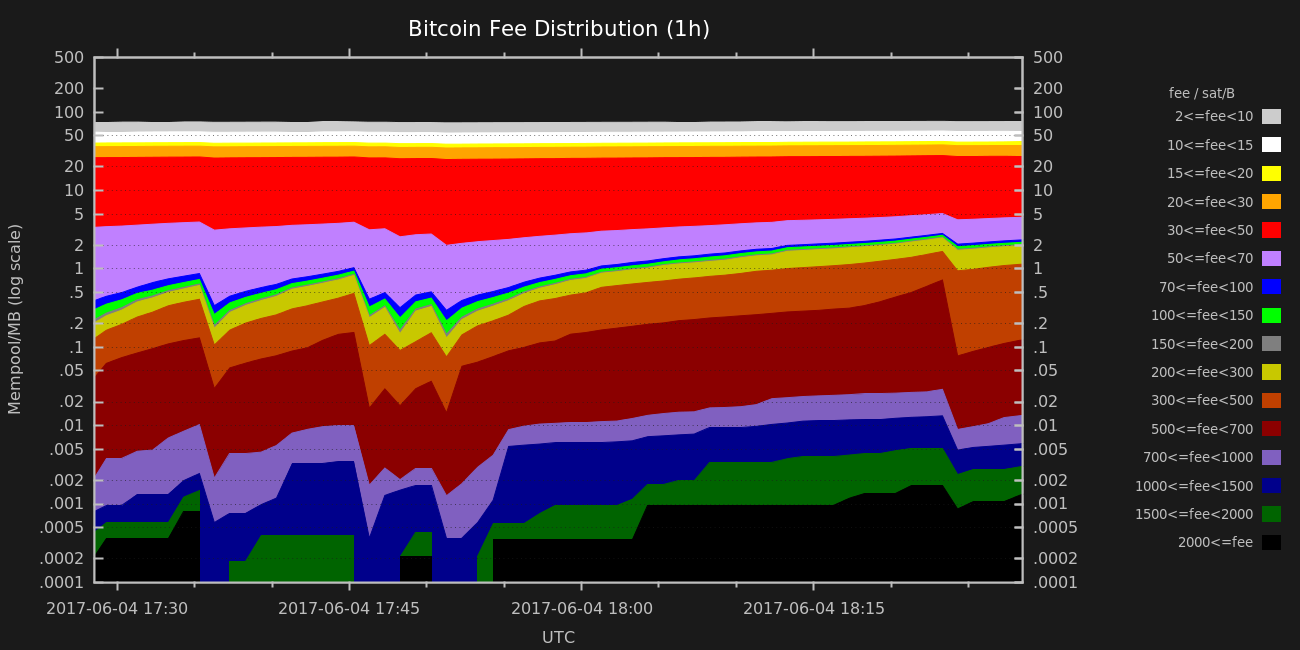 Bitcoin Fee Distribution (1h)
500 500
200 200
100 100
50 50
20 20
10 10
5 5
2 2
1 1
.5 .5
.2 .2
.1 .1
.05 .05
.02 .02
.01 .01
.005 .005
.002 .002
.001 .001
.0005 .0005
.0002 .0002
.0001 .0001
Mempool/MB (log scale)
2017-06-04 17:30 2017-06-04 17:45 2017-06-04 18:00 2017-06-04 18:15
UTC
fee / sat/B
2<=fee<10
10<=fee<15
15<=fee<20
20<=fee<30
30<=fee<50
50<=fee<70
70<=fee<100
100<=fee<150
150<=fee<200
200<=fee<300
300<=fee<500
500<=fee<700
700<=fee<1000
1000<=fee<1500
1500<=fee<2000
2000<=fee